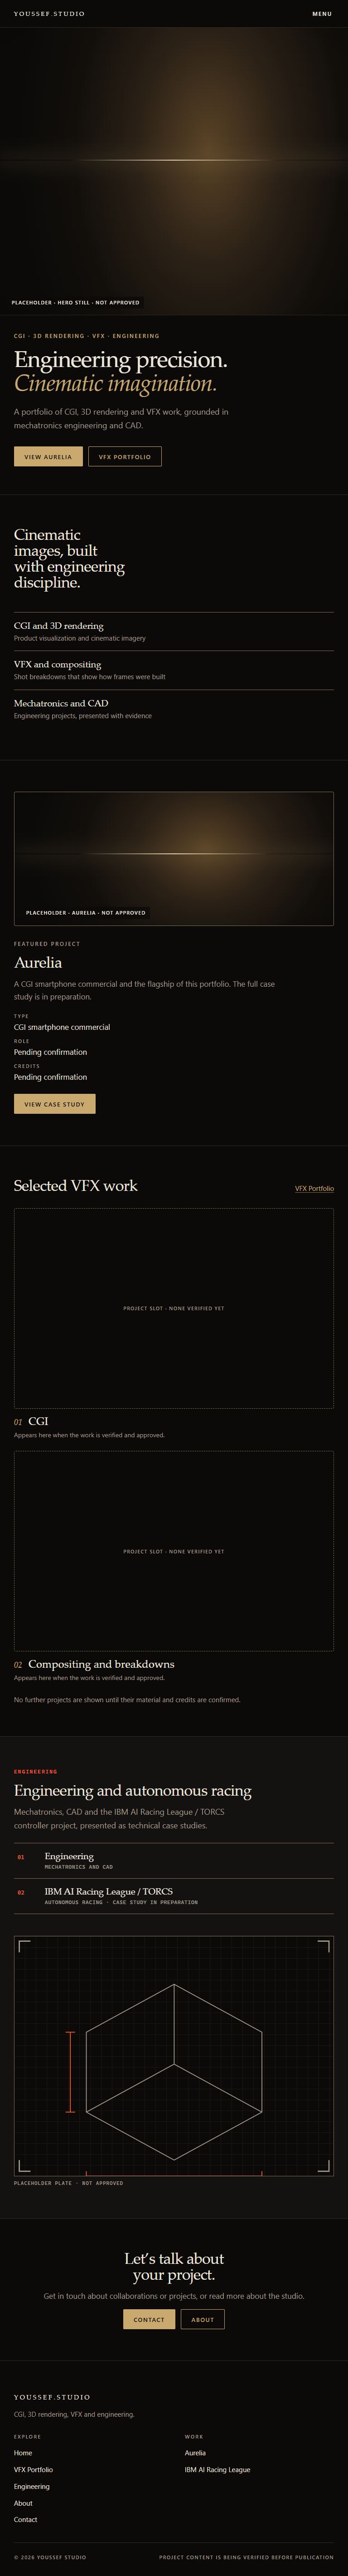 YOUSSEF.STUDIO
MENU
PLACEHOLDER · HERO STILL · NOT APPROVED
CGI · 3D RENDERING · VFX · ENGINEERING
Engineering precision.
Cinematic imagination.
A portfolio of CGI, 3D rendering and VFX work, grounded in
mechatronics engineering and CAD.
VIEW AURELIA
VFX PORTFOLIO
Cinematic
images, built
with engineering
discipline.
CGI and 3D rendering
Product visualization and cinematic imagery
VFX and compositing
Shot breakdowns that show how frames were built
Mechatronics and CAD
Engineering projects, presented with evidence
PLACEHOLDER · AURELIA · NOT APPROVED
FEATURED PROJECT
Aurelia
A CGI smartphone commercial and the flagship of this portfolio. The full case
study is in preparation.
TYPE
CGI smartphone commercial
ROLE
Pending confirmation
CREDITS
Pending confirmation
VIEW CASE STUDY
Selected VFX work
VFX Portfolio
PROJECT SLOT · NONE VERIFIED YET
01 CGI
Appears here when the work is verified and approved.
PROJECT SLOT · NONE VERIFIED YET
02 Compositing and breakdowns
Appears here when the work is verified and approved.
No further projects are shown until their material and credits are confirmed.
ENGINEERING
Engineering and autonomous racing
Mechatronics, CAD and the IBM AI Racing League / TORCS
controller project, presented as technical case studies.
01 Engineering
MECHATRONICS AND CAD
02 IBM AI Racing League / TORCS
AUTONOMOUS RACING · CASE STUDY IN PREPARATION
PLACEHOLDER PLATE · NOT APPROVED
Let's talk about
your project.
Get in touch about collaborations or projects, or read more about the studio.
CONTACT
ABOUT
YOUSSEF.STUDIO
CGI, 3D rendering, VFX and engineering.
EXPLORE
Home
VFX Portfolio
Engineering
About
Contact
WORK
Aurelia
IBM AI Racing League
© 2026 YOUSSEF STUDIO
PROJECT CONTENT IS BEING VERIFIED BEFORE PUBLICATION